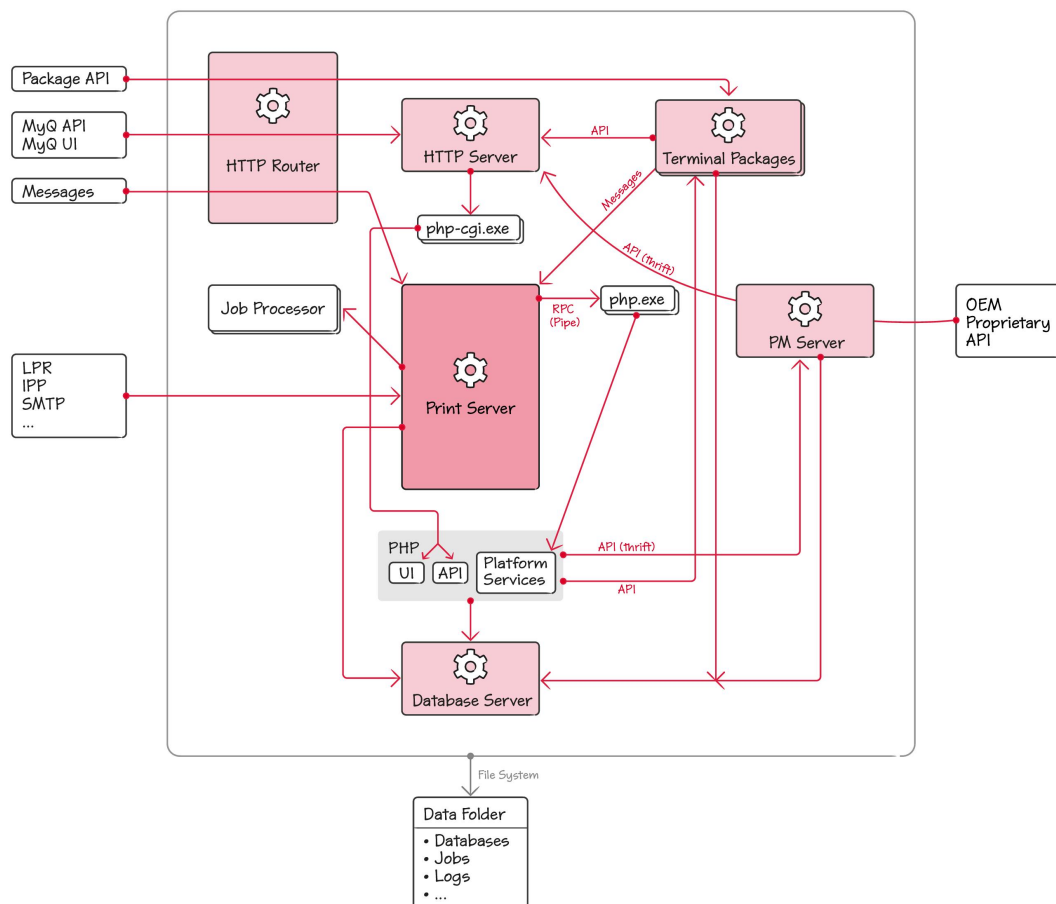 Package API
MyQ API
MyQ UI
Messages
HTTP Router
HTTP Server
API
Terminal Packages
Messages
php-cgi.exe
API (thrift)
Job Processor
RPC
(Pipe)
php.exe
PM Server
OEM
Proprietary
API
LPR
IPP
SMTP
...
Print Server
PHP
UI
API
Platform
Services
API (thrift)
API
Database Server
File System
Data Folder
• Databases
• Jobs
• Logs
• ...